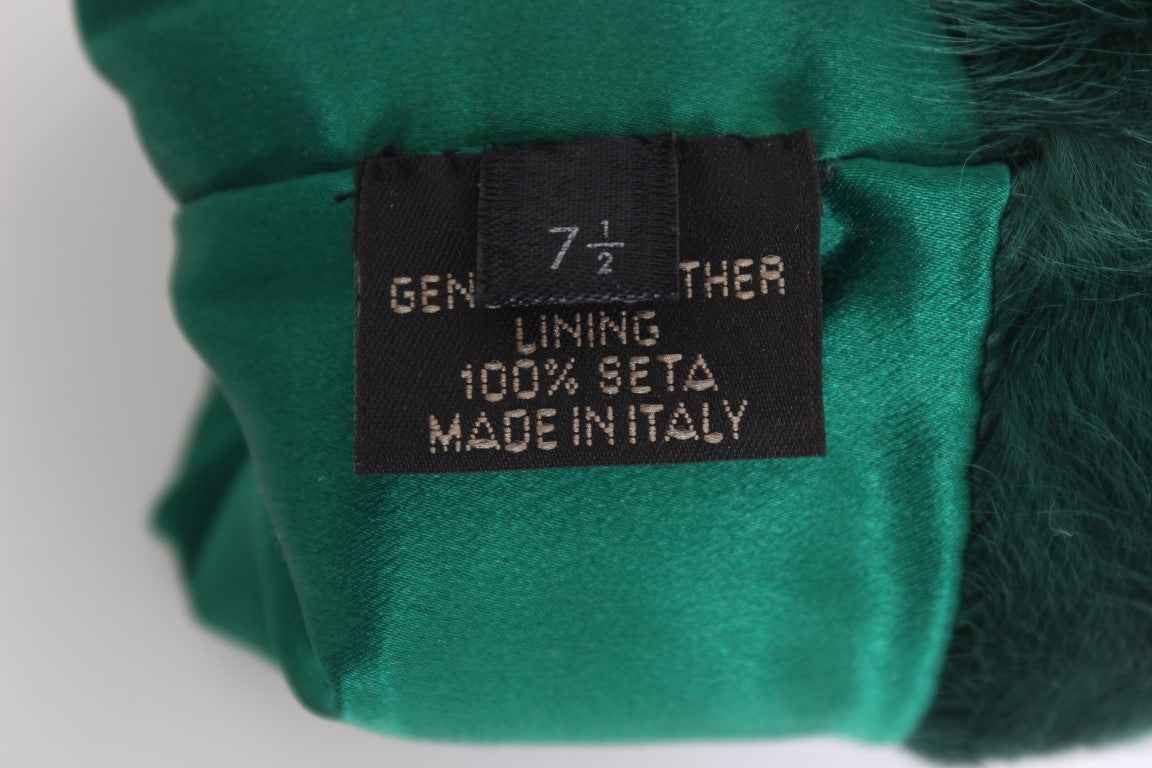 7 1/2
LINING
100% SETA
MADE IN ITALY